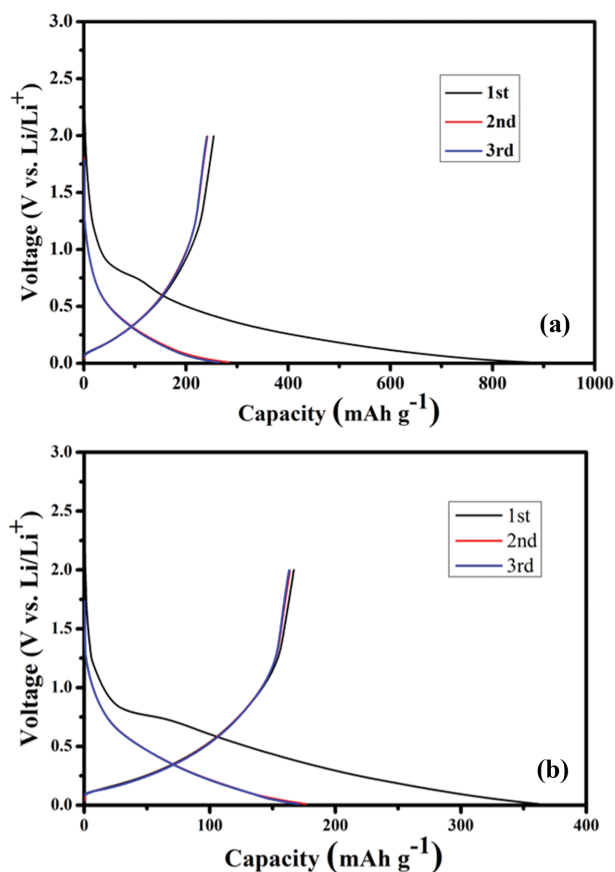 3.0
2.5
2.0
1.5
1.0
0.5
0.0
Voltage (V vs. Li/Li⁺)
1st
2nd
3rd
(a)
0 200 400 600 800 1000
Capacity (mAh g⁻¹)
3.0
2.5
2.0
1.5
1.0
0.5
0.0
Voltage (V vs. Li/Li⁺)
1st
2nd
3rd
(b)
0 100 200 300 400
Capacity (mAh g⁻¹)